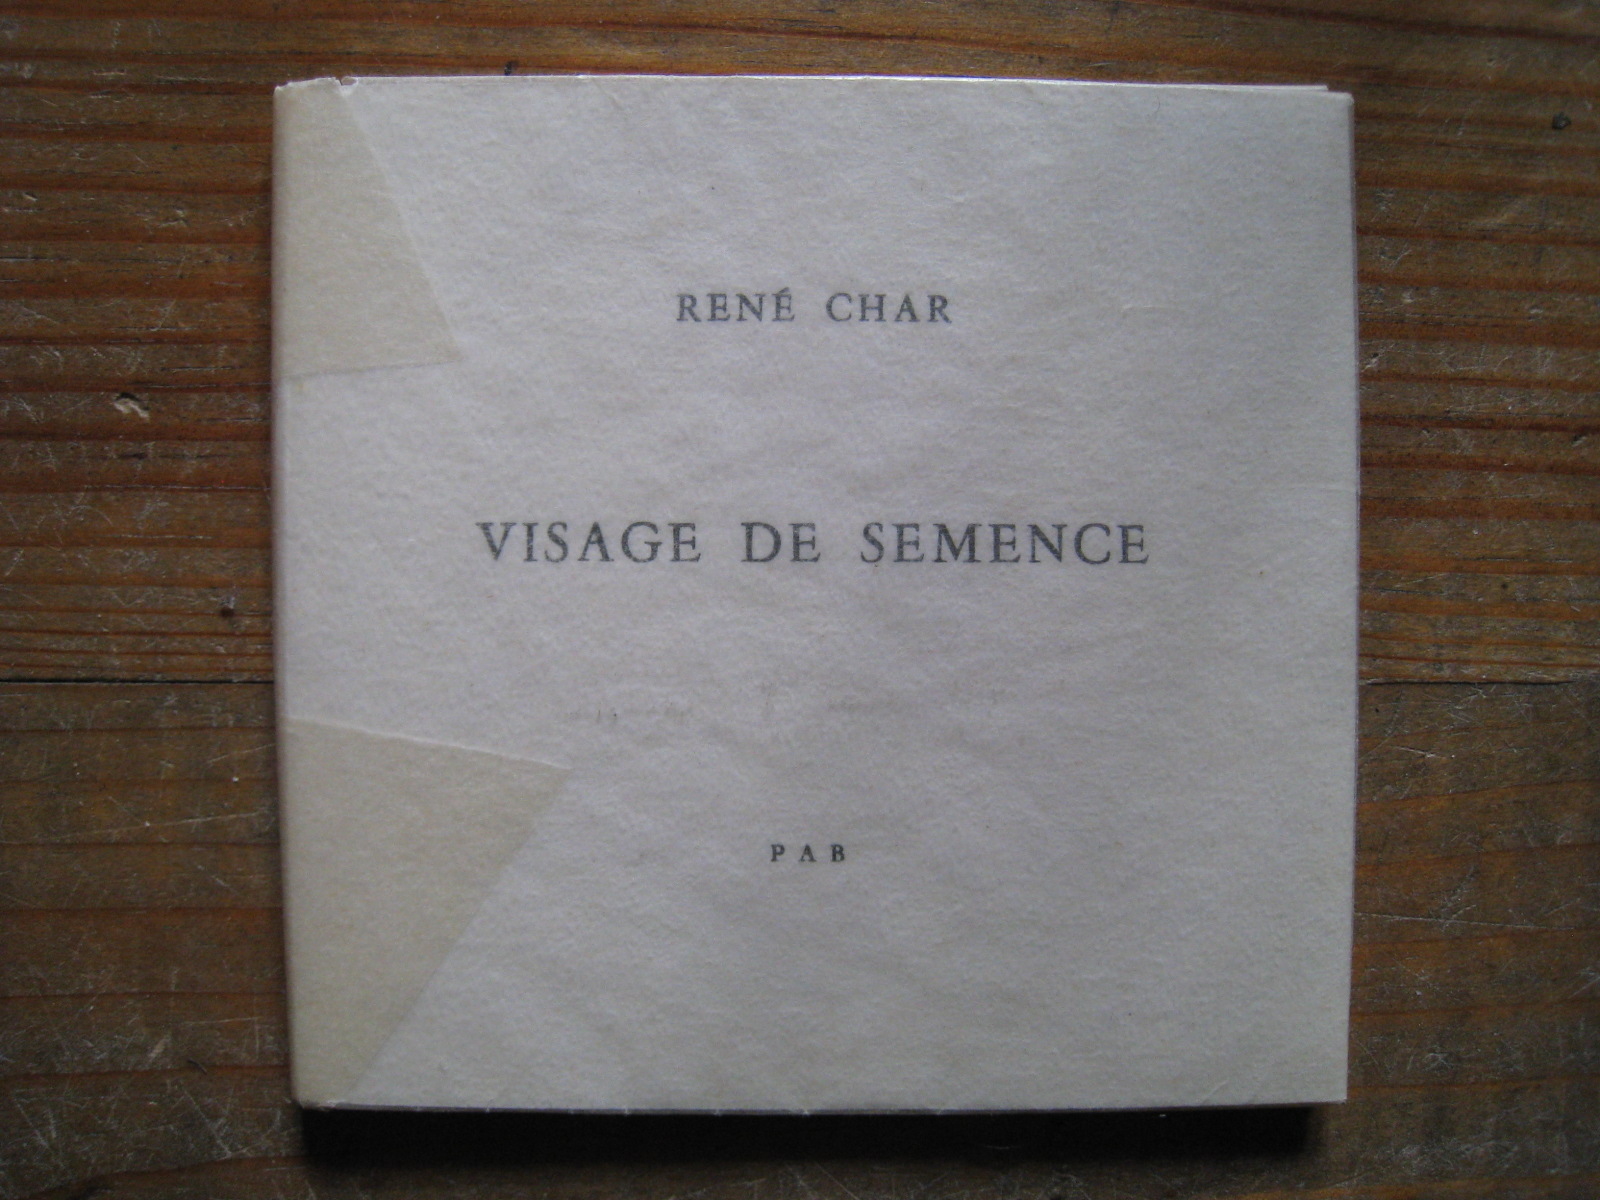 RENÉ CHAR
VISAGE DE SEMENCE
PAB